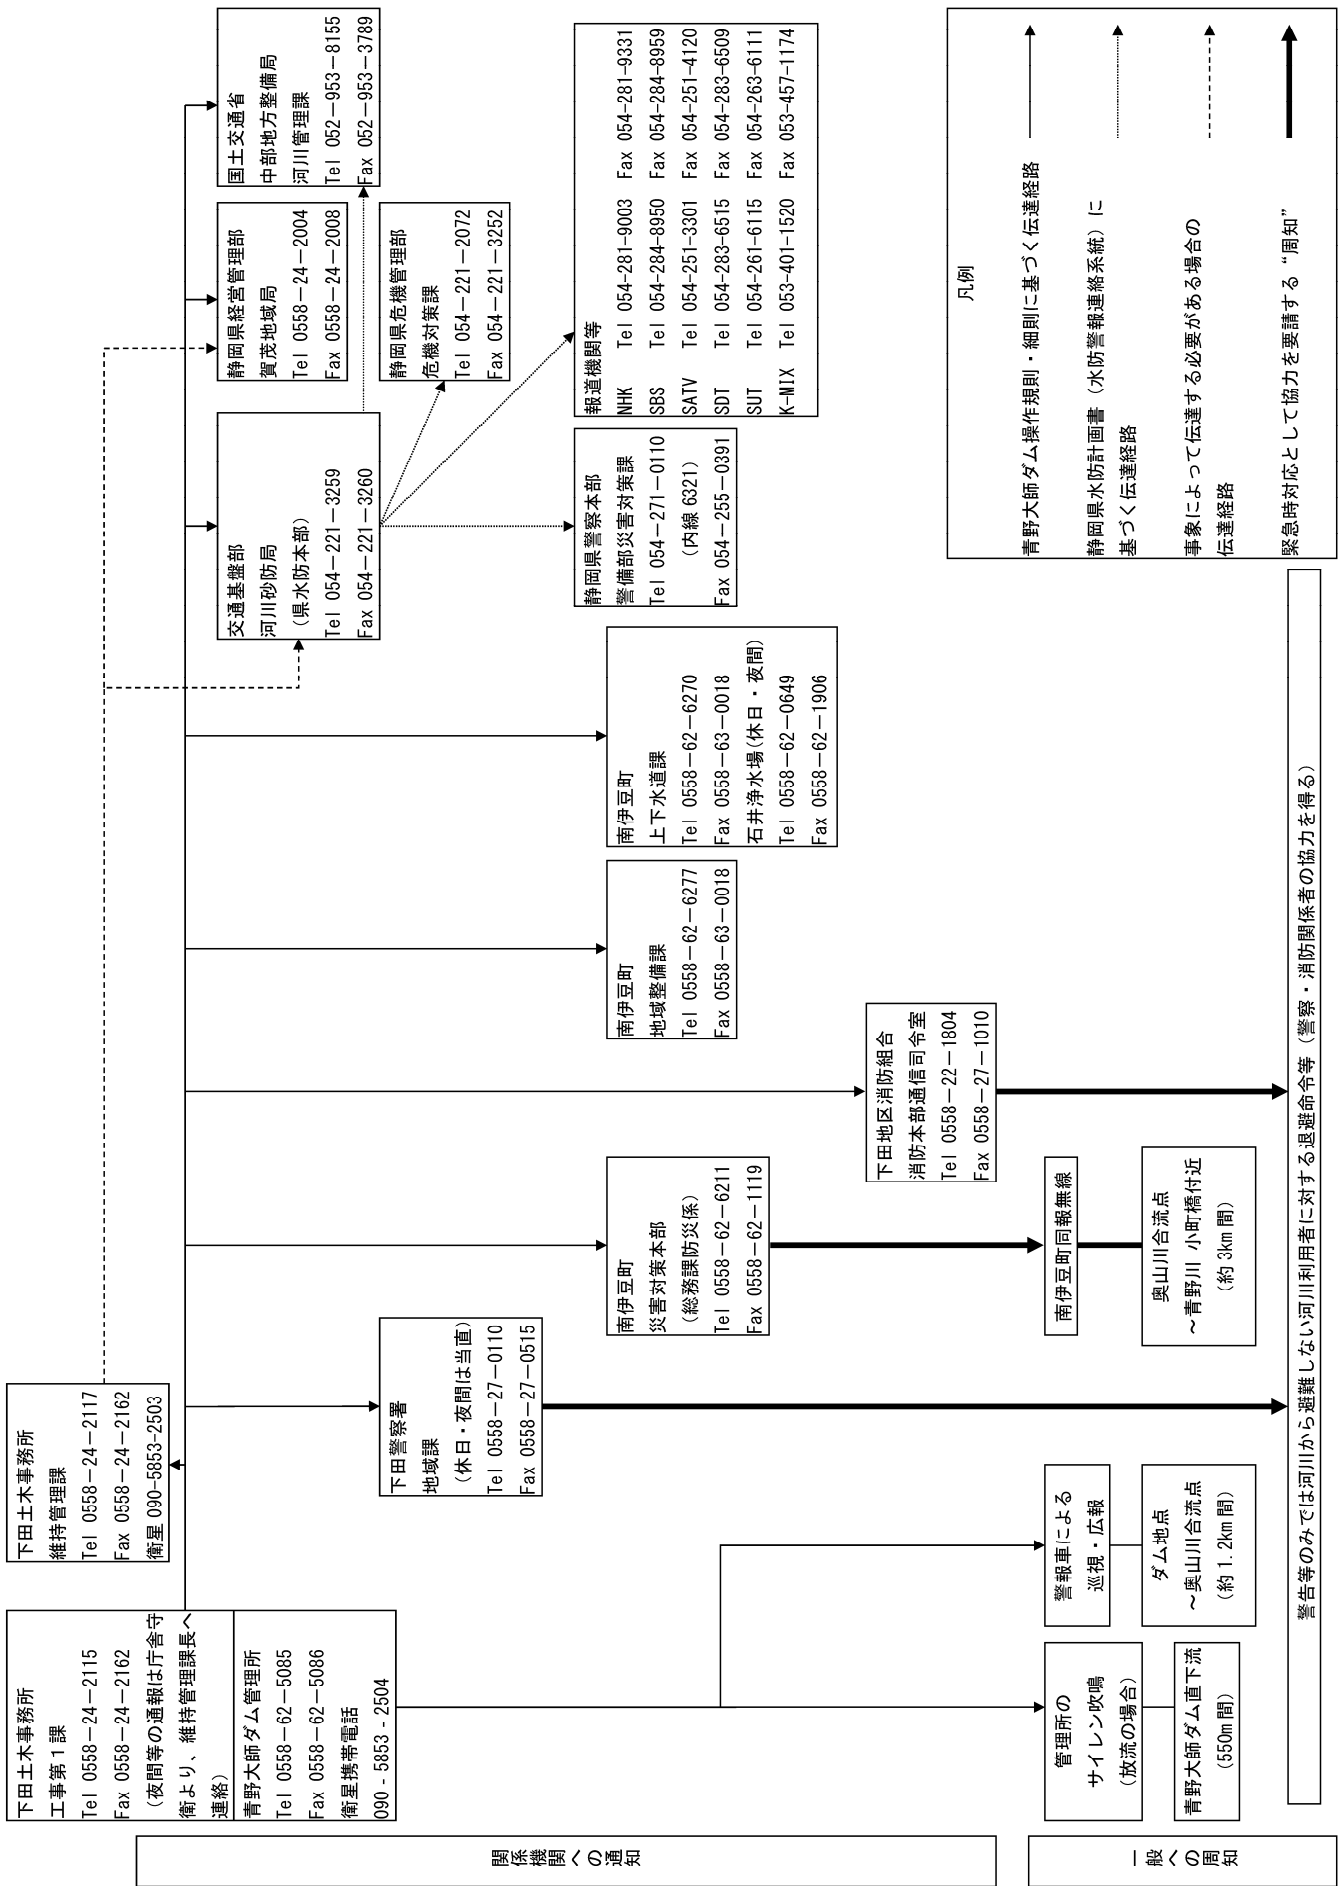 下田土木事務所
工事第1課
Tel 0558－24－2115
Fax 0558－24－2162
(夜間等の通報は庁舎守
衛より、維持管理課長へ
連絡)
青野大師ダム管理所
Tel 0558－62－5085
Fax 0558－62－5086
衛星携帯電話
090 - 5853 - 2504
下田土木事務所
維持管理課
Tel 0558－24－2117
Fax 0558－24－2162
衛星 090-5853-2503
下田警察署
地域課
(休日・夜間は当直)
Tel 0558－27－0110
Fax 0558－27－0515
南伊豆町
災害対策本部
(総務課防災係)
Tel 0558－62－6211
Fax 0558－62－1119
下田地区消防組合
消防本部通信司令室
Tel 0558－22－1804
Fax 0558－27－1010
南伊豆町
地域整備課
Tel 0558－62－6277
Fax 0558－63－0018
南伊豆町
上下水道課
Tel 0558－62－6270
Fax 0558－63－0018
石井浄水場(休日・夜間)
Tel 0558－62－0649
Fax 0558－62－1906
交通基盤部
河川砂防局
(県水防本部)
Tel 054－221－3259
Fax 054－221－3260
静岡県経営管理部
賀茂地域局
Tel 0558－24－2004
Fax 0558－24－2008
国土交通省
中部地方整備局
河川管理課
Tel 052－953－8155
Fax 052－953－3789
静岡県危機管理部
危機対策課
Tel 054－221－2072
Fax 054－221－3252
静岡県警察本部
警備部災害対策課
Tel 054－271－0110
(内線 6321)
Fax 054－255－0391
報道機関等
NHK Tel 054-281-9003 Fax 054-281-9331
SBS Tel 054-284-8950 Fax 054-284-8959
SATV Tel 054-251-3301 Fax 054-251-4120
SDT Tel 054-283-6515 Fax 054-283-6509
SUT Tel 054-261-6115 Fax 054-263-6111
K-MIX Tel 053-401-1520 Fax 053-457-1174
関係機関への通知
管理所の
サイレン吹鳴
(放流の場合)
青野大師ダム直下流
(550m間)
警報車による
巡視・広報
ダム地点
～奥山川合流点
(約 1.2km間)
南伊豆町同報無線
奥山川合流点
～青野川 小町橋付近
(約 3km間)
警告等のみでは河川から避難しない河川利用者に対する退避命令等（警察・消防関係者の協力を得る）
一般への周知
凡例
青野大師ダム操作規則・細則に基づく伝達経路
静岡県水防計画書（水防警報連絡系統）に
基づく伝達経路
事象によって伝達する必要がある場合の
伝達経路
緊急時対応として協力を要請する“周知”